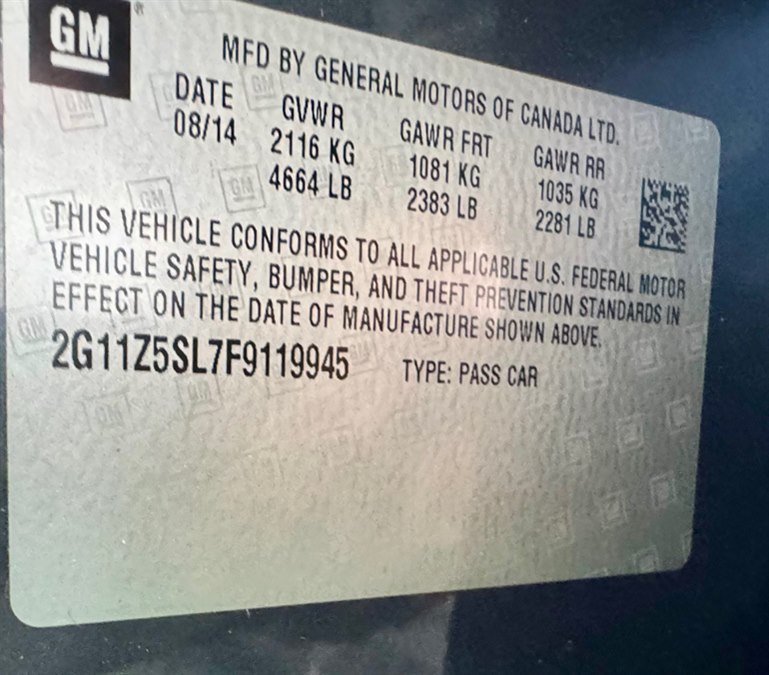 GM
MFD BY GENERAL MOTORS OF CANADA LTD.
DATE GVWR GAWR FRT GAWR RR
08/14 2116 KG 1081 KG 1035 KG
4664 LB 2383 LB 2281 LB
THIS VEHICLE CONFORMS TO ALL APPLICABLE U.S. FEDERAL MOTOR
VEHICLE SAFETY, BUMPER, AND THEFT PREVENTION STANDARDS IN
EFFECT ON THE DATE OF MANUFACTURE SHOWN ABOVE.
2G11Z5SL7F9119945 TYPE: PASS CAR